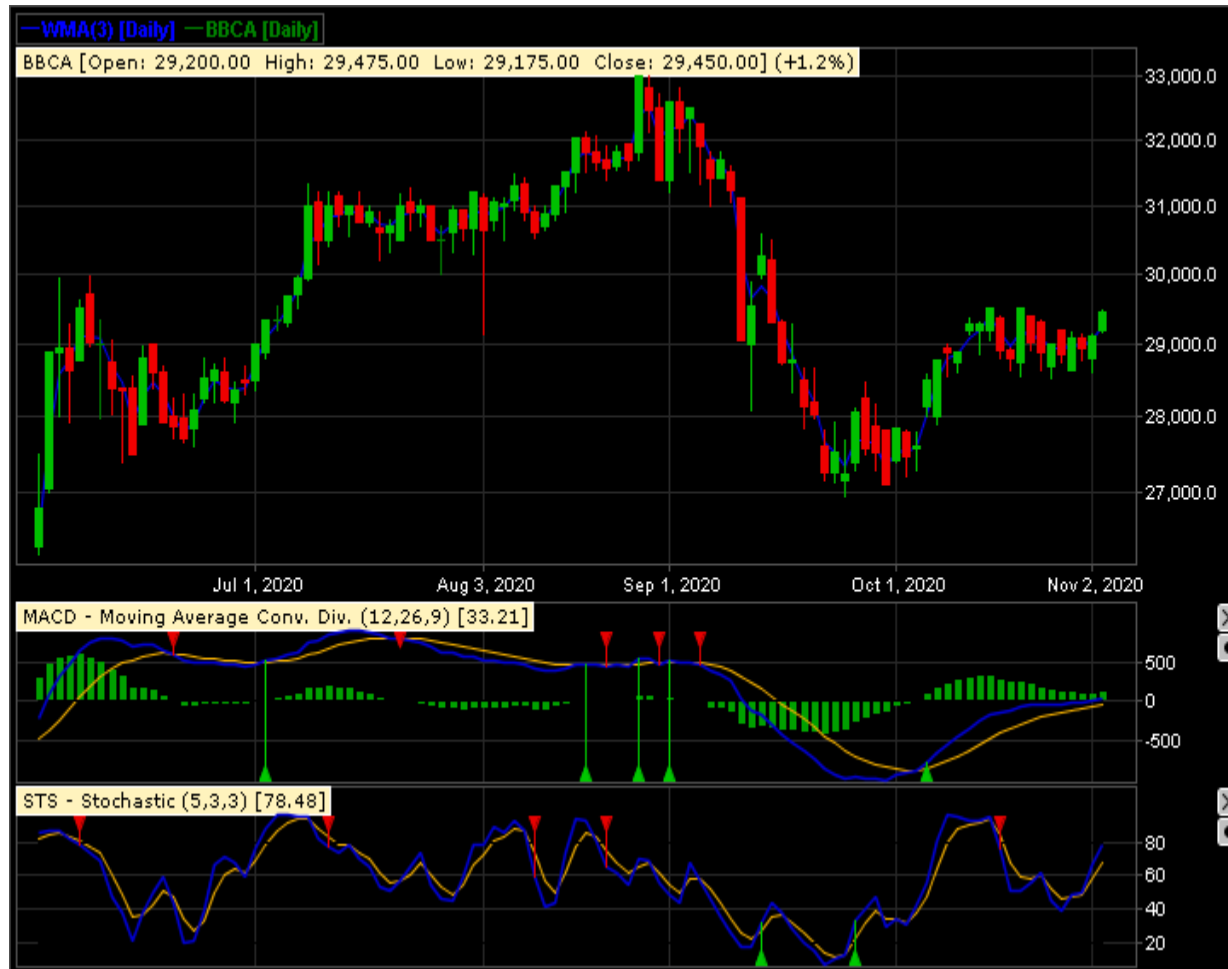 WMA(3) [Daily] BBCA [Daily]
BBCA [Open: 29,200.00 High: 29,475.00 Low: 29,175.00 Close: 29,450.00] (+1.2%)
33,000.0
32,000.0
31,000.0
30,000.0
29,000.0
28,000.0
27,000.0
Jul 1, 2020 Aug 3, 2020 Sep 1, 2020 Oct 1, 2020 Nov 2, 2020
MACD - Moving Average Conv. Div. (12,26,9) [33.21]
500
0
-500
STS - Stochastic (5,3,3) [78.48]
80
60
40
20